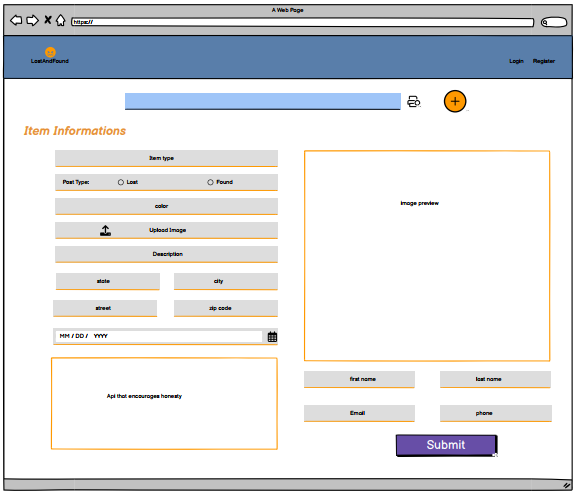 A Web Page
https://
LostAndFound
Login Register
Item Informations
Item type
Post Type: Lost Found
color
Upload Image
Description
state city
street zip code
MM / DD / YYYY
Api that encourages honesty
image preview
first name last name
Email phone
Submit